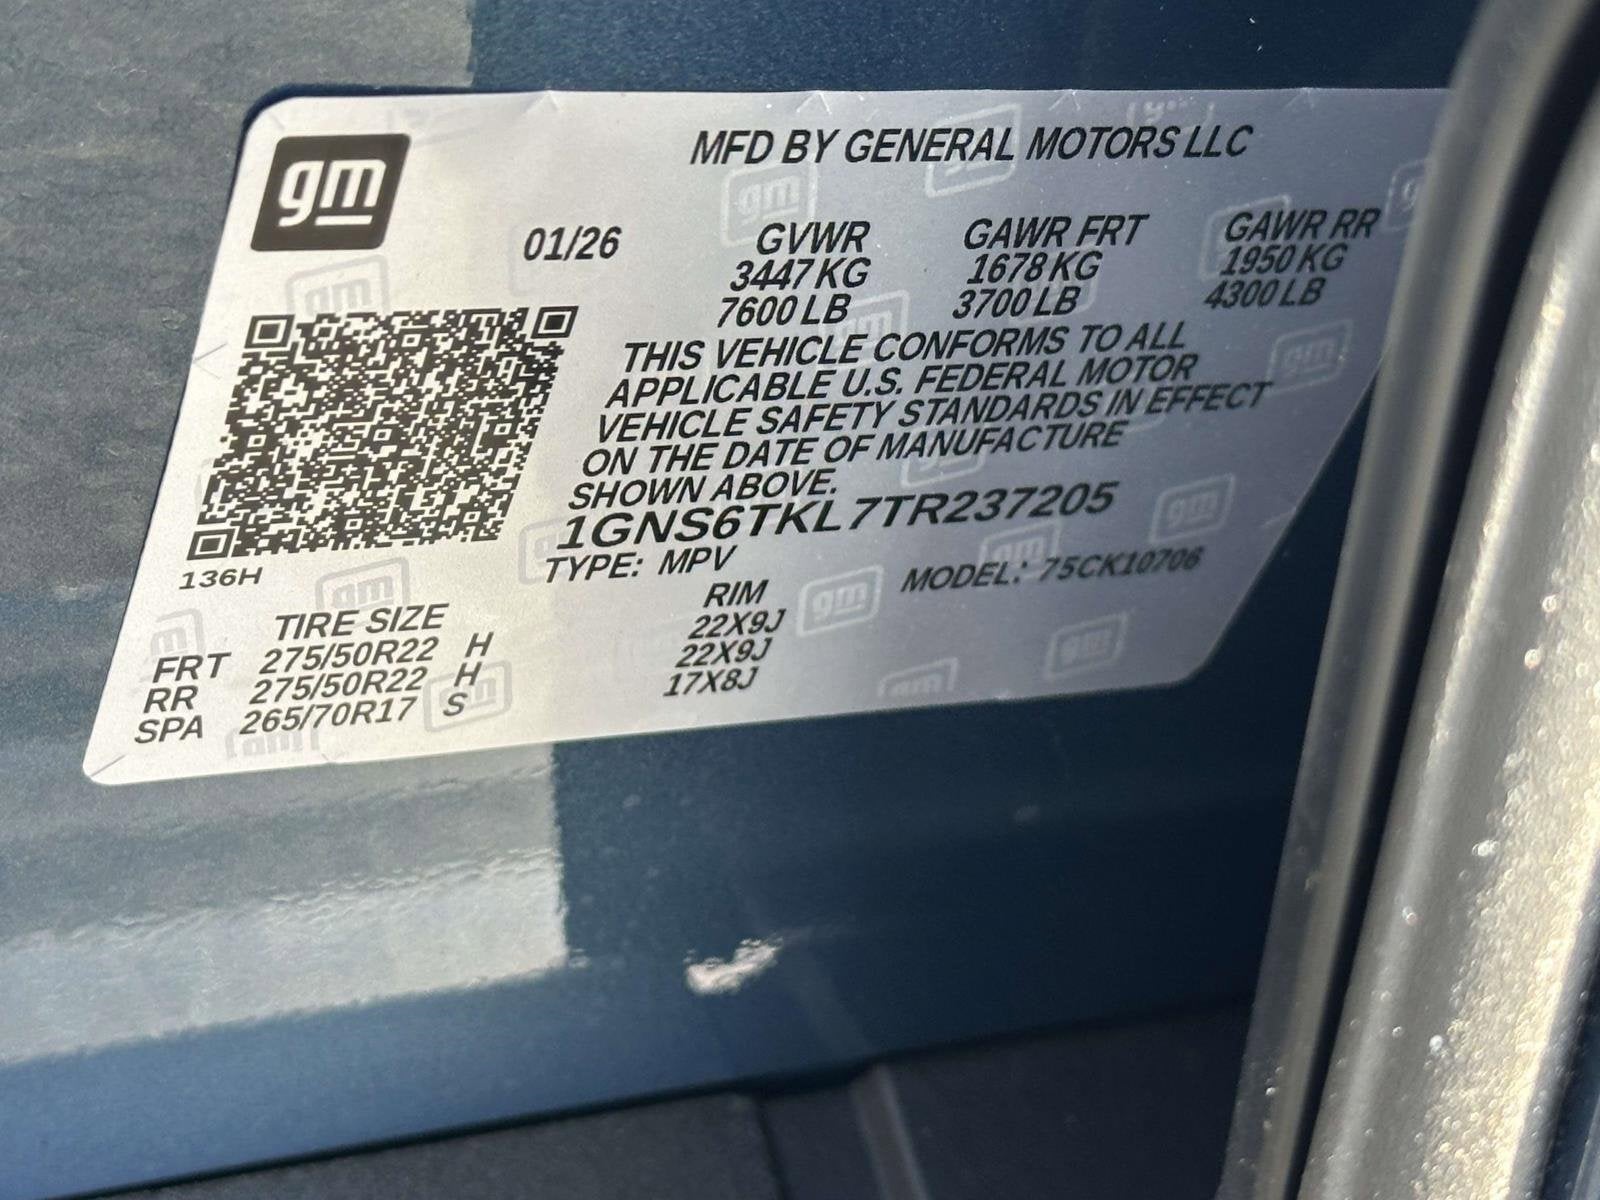 gm
MFD BY GENERAL MOTORS LLC
01/26 GVWR GAWR FRT GAWR RR
3447 KG 1678 KG 1950 KG
7600 LB 3700 LB 4300 LB
THIS VEHICLE CONFORMS TO ALL
APPLICABLE U.S. FEDERAL MOTOR
VEHICLE SAFETY STANDARDS IN EFFECT
ON THE DATE OF MANUFACTURE
SHOWN ABOVE.
1GNS6TKL7TR237205
136H
TYPE: MPV MODEL: 75CK10706
TIRE SIZE RIM
FRT 275/50R22 H 22X9J
RR 275/50R22 H 22X9J
SPA 265/70R17 S 17X8J